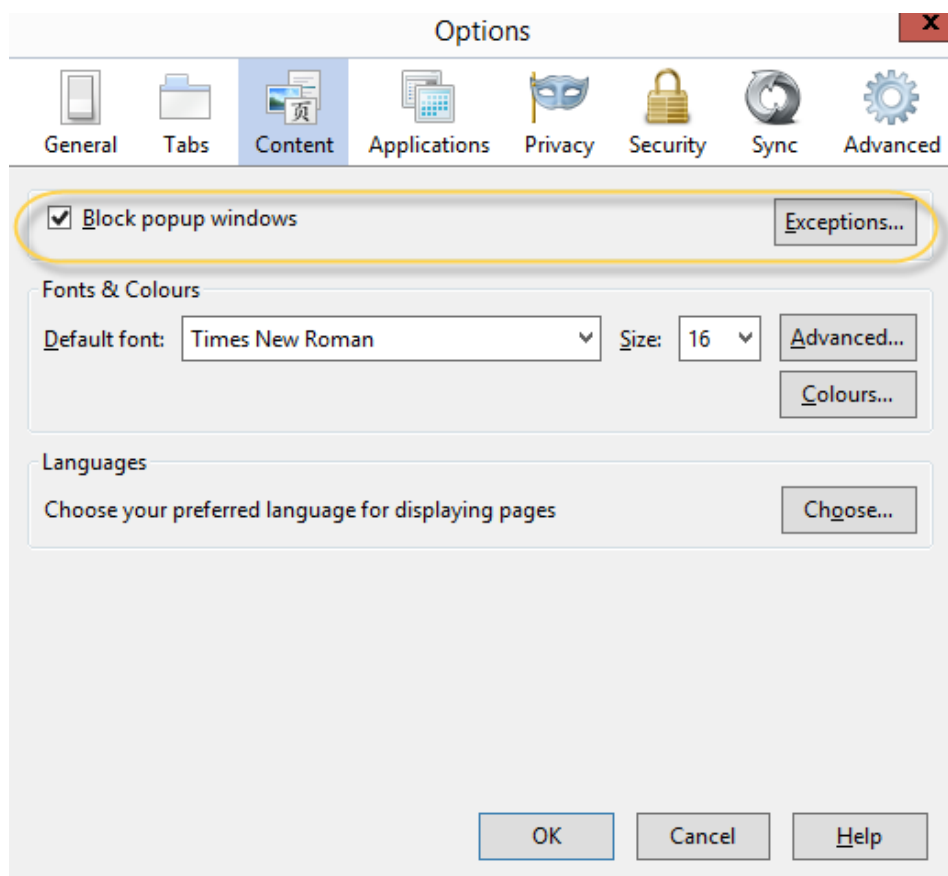 Options
X
页
General Tabs Content Applications Privacy Security Sync Advanced
Block popup windows Exceptions...
Fonts & Colours
Default font: Times New Roman Size: 16 Advanced...
Colours...
Languages
Choose your preferred language for displaying pages Choose...
OK Cancel Help